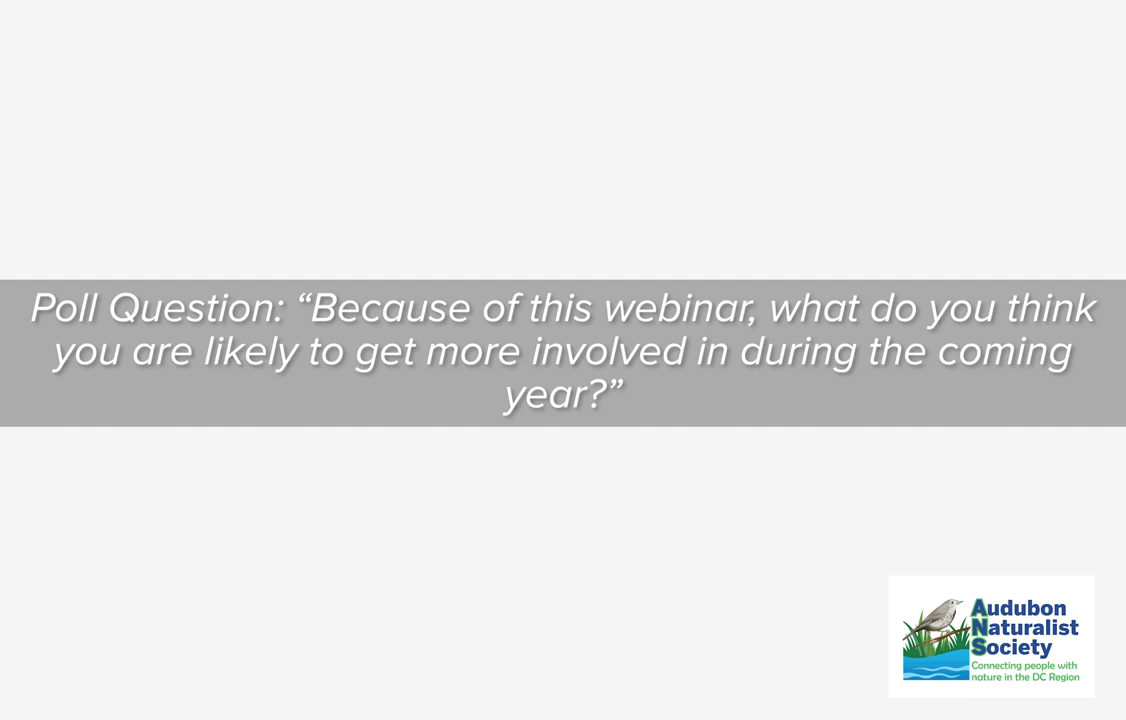 Poll Question: “Because of this webinar, what do you think
you are likely to get more involved in during the coming
year?”
Audubon
Naturalist
Society
Connecting people with
nature in the DC Region